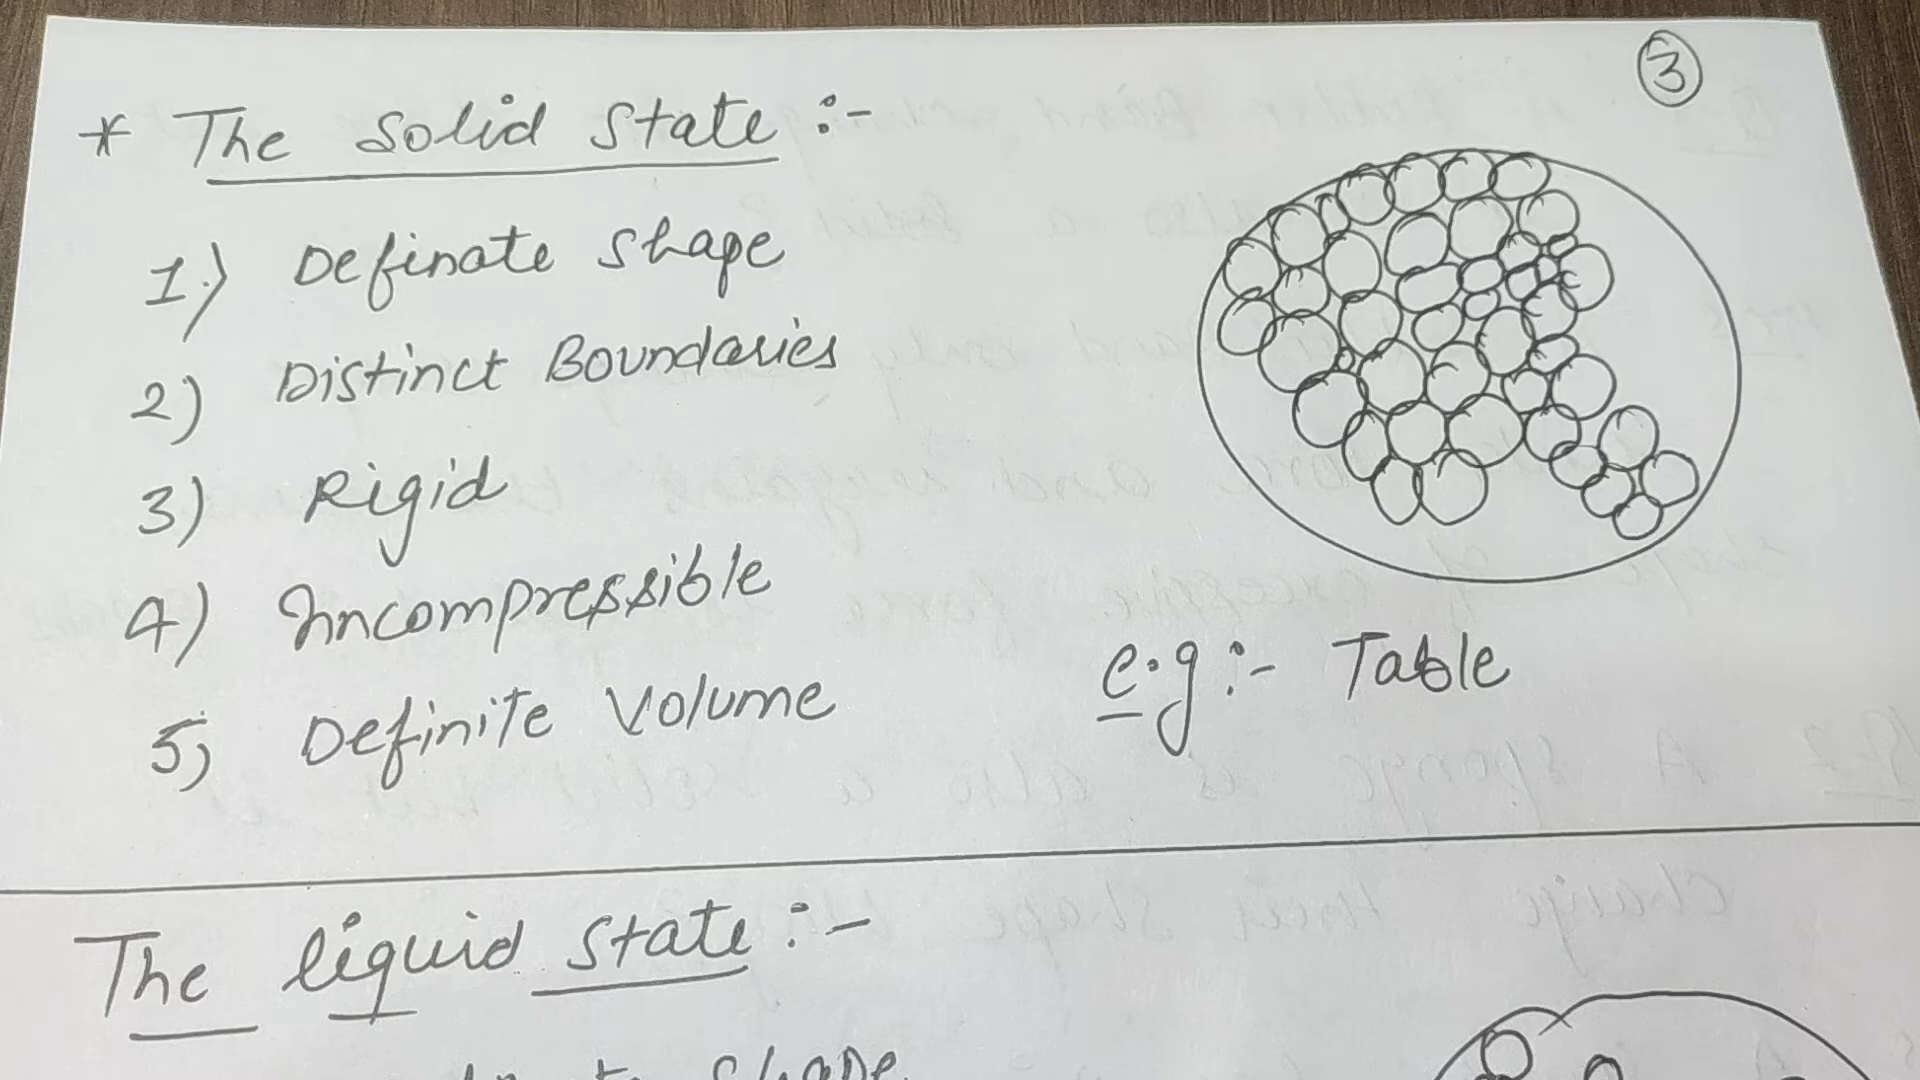 3
* The Solid State :-
1.) Definate Shape
2) Distinct Boundaries
3) Rigid
4) Incompressible
5) Definite Volume
e.g :- Table
The liquid state :-
shape